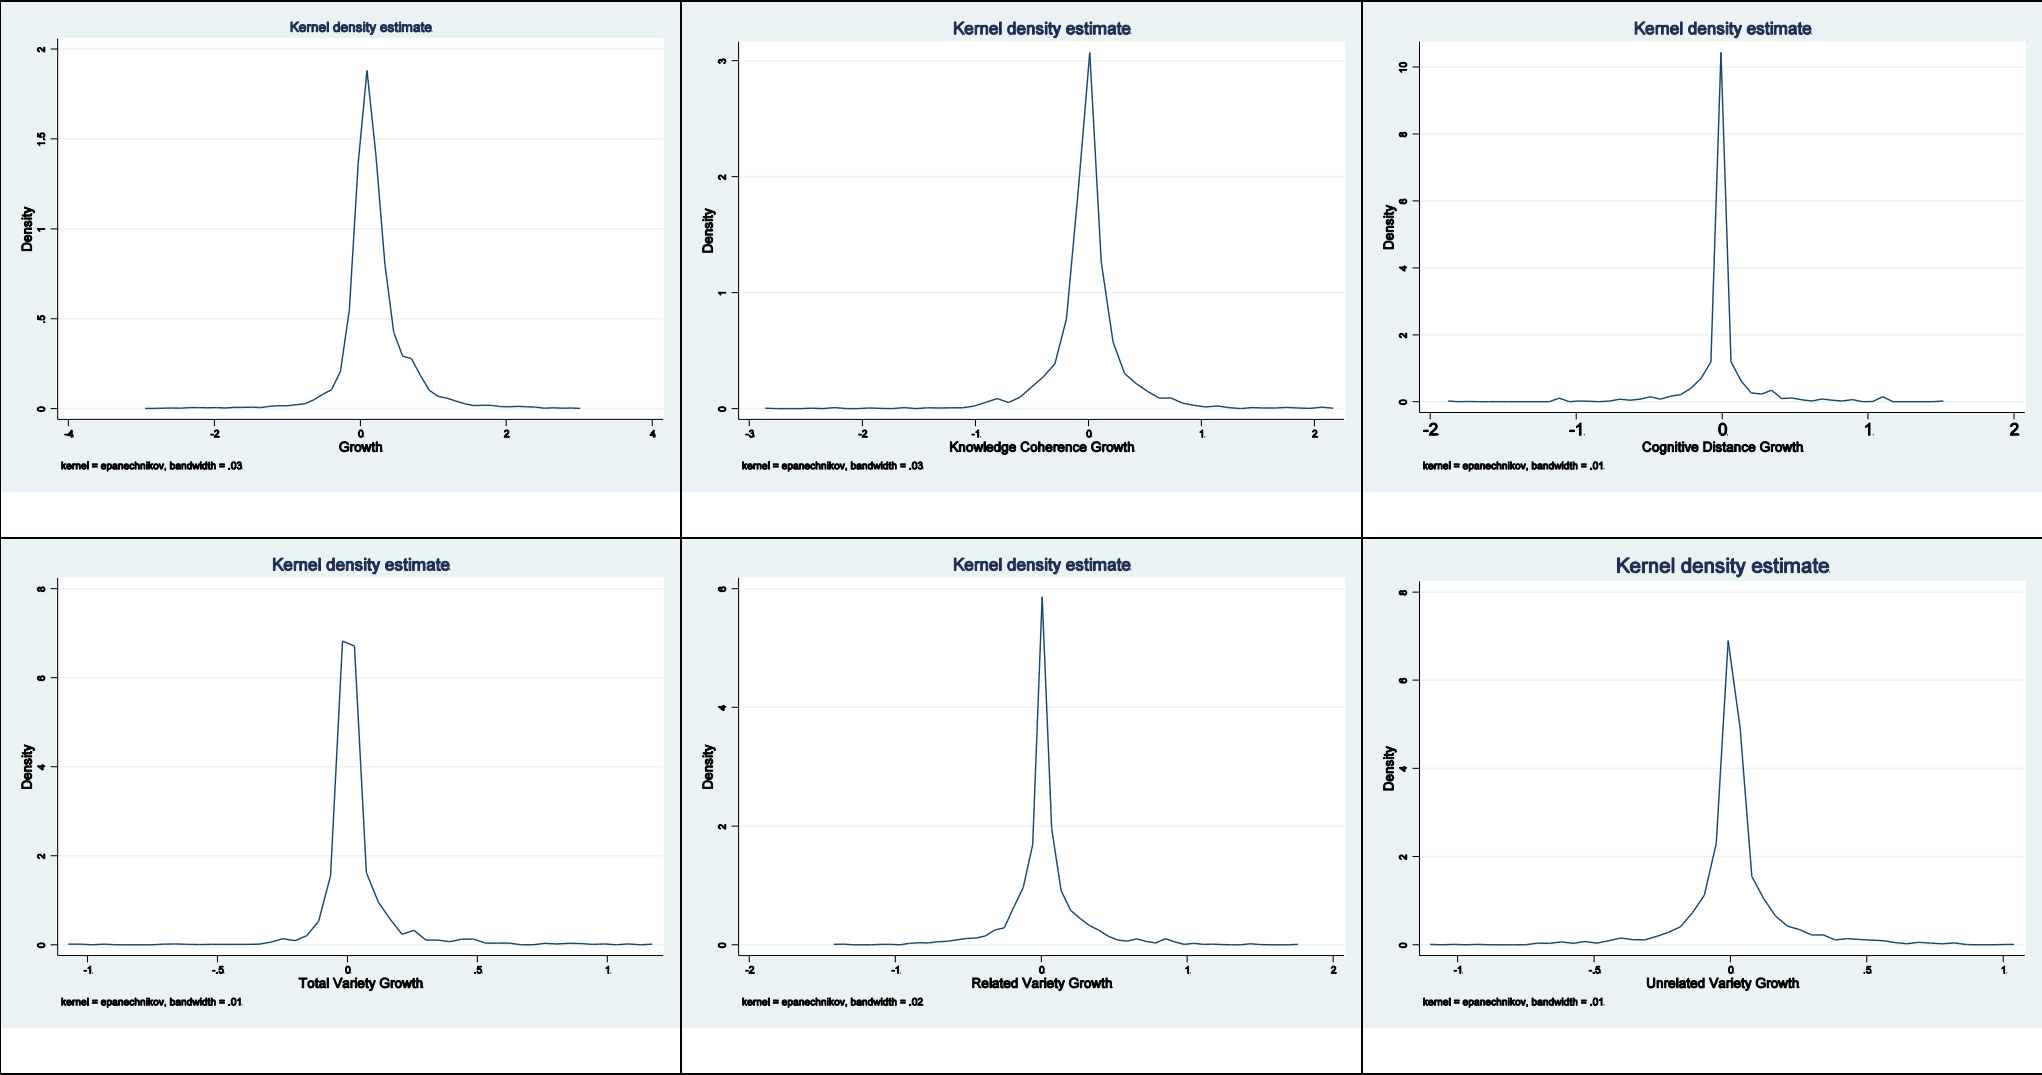 Kernel density estimate
2
1.5
1
.5
0
Density
-4 -2 0 2 4
Growth
kernel = epanechnikov, bandwidth = .03
Kernel density estimate
3
2
1
0
Density
-3 -2 -1 0 1 2
Knowledge Coherence Growth
kernel = epanechnikov, bandwidth = .03
Kernel density estimate
10
8
6
4
2
0
Density
-2 -1 0 1 2
Cognitive Distance Growth
kernel = epanechnikov, bandwidth = .01
Kernel density estimate
8
6
4
2
0
Density
-1 -.5 0 .5 1
Total Variety Growth
kernel = epanechnikov, bandwidth = .01
Kernel density estimate
6
4
2
0
Density
-2 -1 0 1 2
Related Variety Growth
kernel = epanechnikov, bandwidth = .02
Kernel density estimate
8
6
4
2
0
Density
-1 -.5 0 .5 1
Unrelated Variety Growth
kernel = epanechnikov, bandwidth = .01